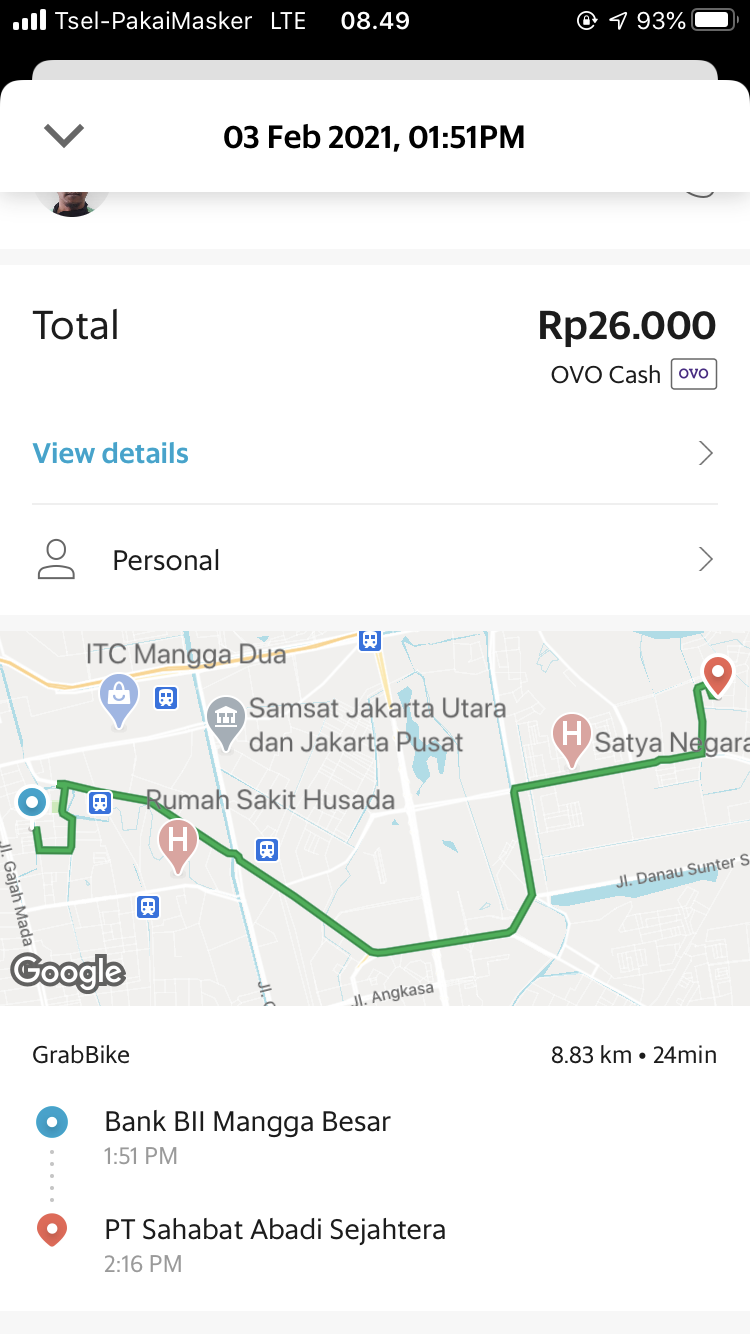 Tsel-PakaiMasker LTE 08.49 93%
03 Feb 2021, 01:51PM
Total Rp26.000
OVO Cash OVO
View details
Personal
ITC Mangga Dua
Samsat Jakarta Utara
dan Jakarta Pusat
H
Satya Negara
Rumah Sakit Husada
H
Jl. Gajah Mada
Jl. Danau Sunter S
Google
Jl. Angkasa
GrabBike 8.83 km • 24min
Bank BII Mangga Besar
1:51 PM
PT Sahabat Abadi Sejahtera
2:16 PM